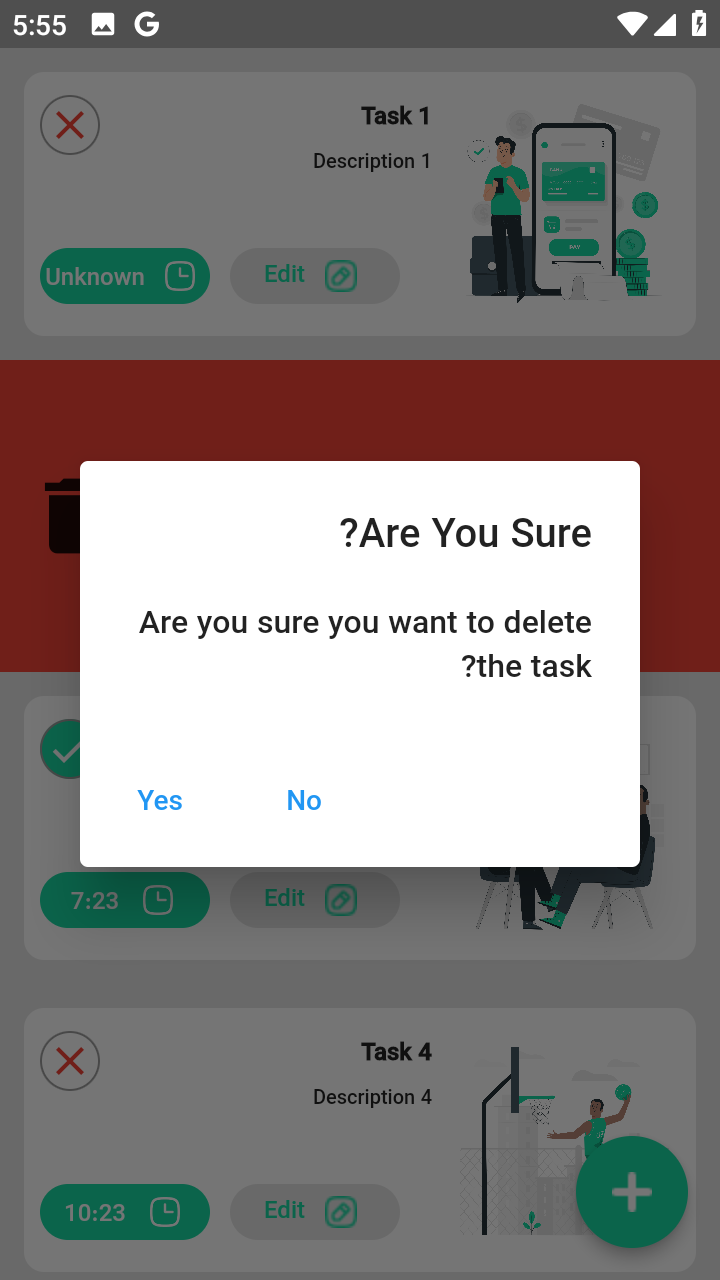 5:55
Task 1
Description 1
Unknown
Edit
PAY
?Are You Sure
Are you sure you want to delete
?the task
Yes
No
7:23
Edit
Task 4
Description 4
10:23
Edit